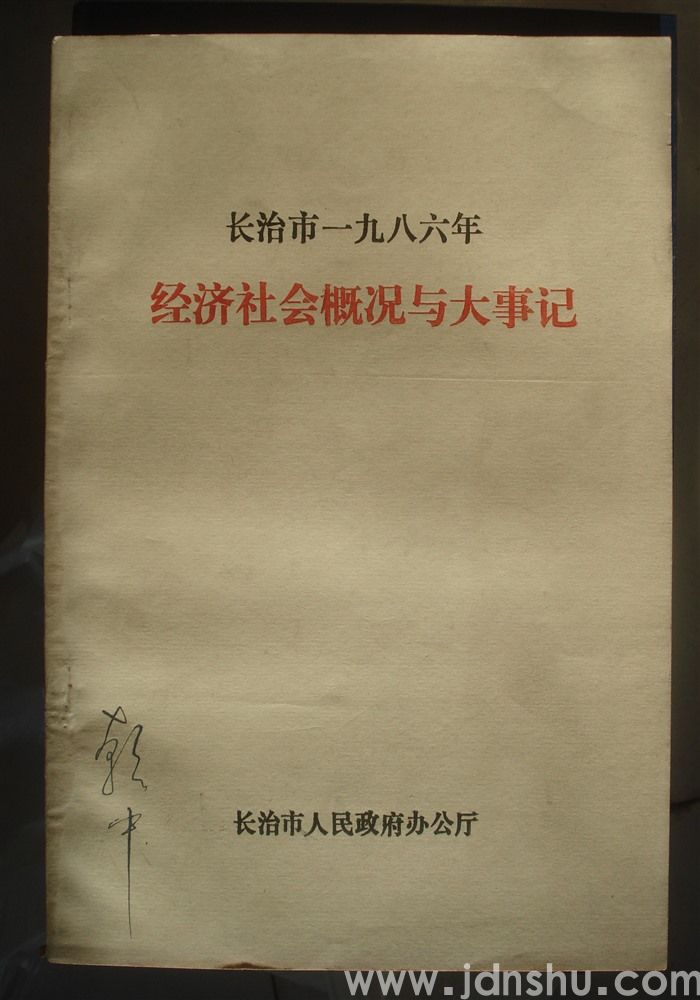 长治市一九八六年
经济社会概况与大事记
中
长治市人民政府办公厅
www.jdnshu.com